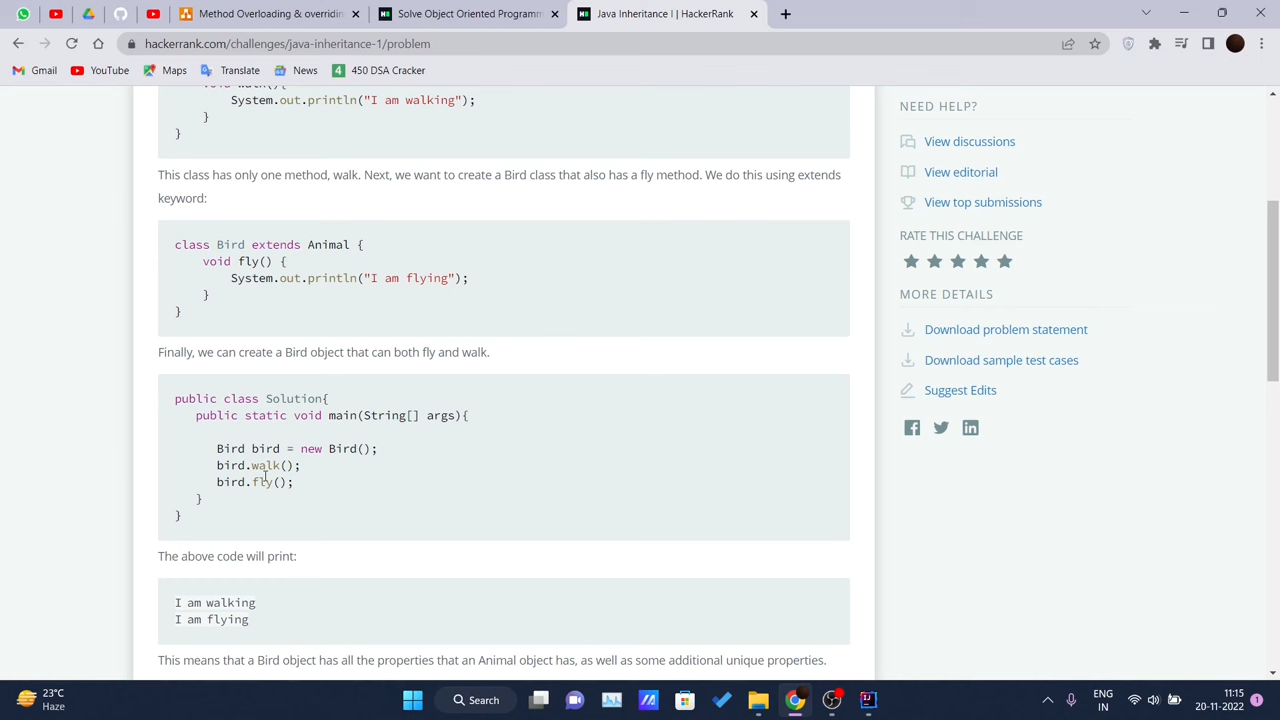 Method Overloading & overridin
Solve Object Oriented Programm
Java Inheritance I | HackerRank
hackerrank.com/challenges/java-inheritance-1/problem
Gmail
YouTube
Maps
Translate
News
4
450 DSA Cracker
System.out.println("I am walking");
}
}
This class has only one method, walk. Next, we want to create a Bird class that also has a fly method. We do this using extends
keyword:
class Bird extends Animal {
void fly() {
System.out.println("I am flying");
}
}
Finally, we can create a Bird object that can both fly and walk.
public class Solution{
public static void main(String[] args){
Bird bird = new Bird();
bird.walk();
bird.fly();
}
}
The above code will print:
I am walking
I am flying
This means that a Bird object has all the properties that an Animal object has, as well as some additional unique properties.
NEED HELP?
View discussions
View editorial
View top submissions
RATE THIS CHALLENGE
MORE DETAILS
Download problem statement
Download sample test cases
Suggest Edits
23°C
Haze
Search
ENG
IN
11:15
20-11-2022
1